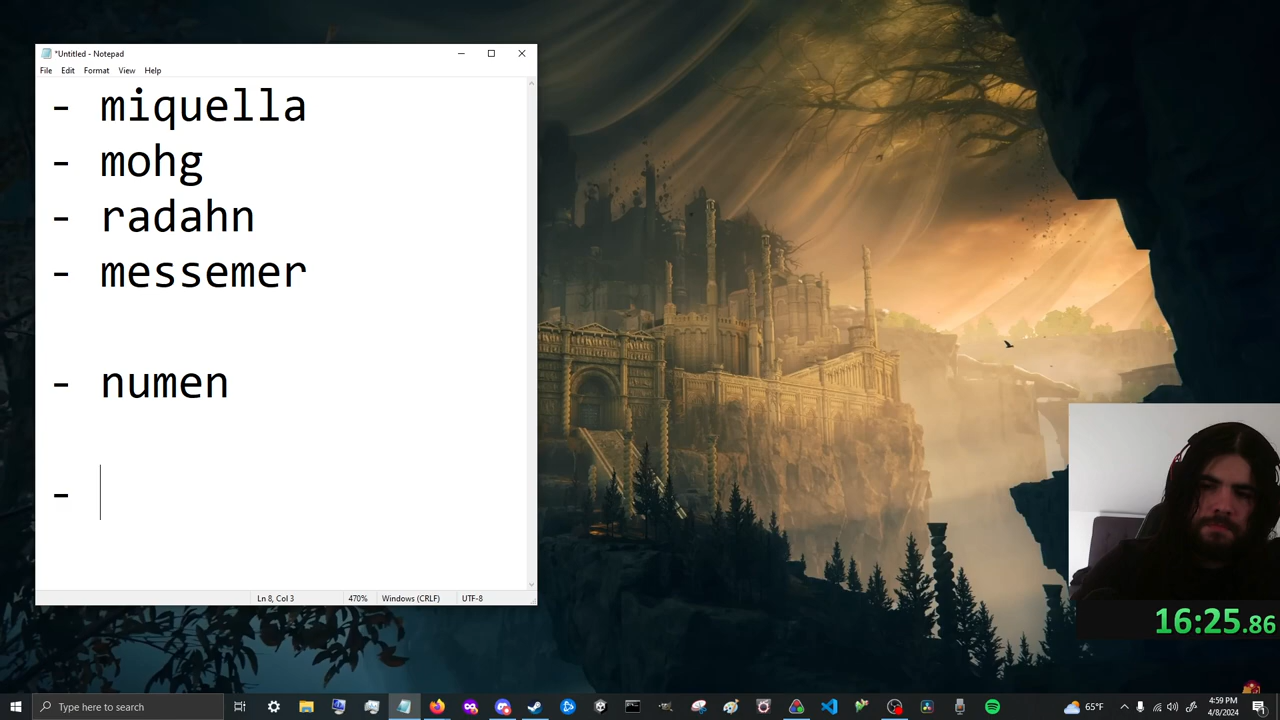 *Untitled - Notepad
File Edit Format View Help
- miquella
- mohg
- radahn
- messemer
- numen
-
Ln 8, Col 3 470% Windows (CRLF) UTF-8
16:25.86
Type here to search
65°F
4:59 PM
4/8/2024